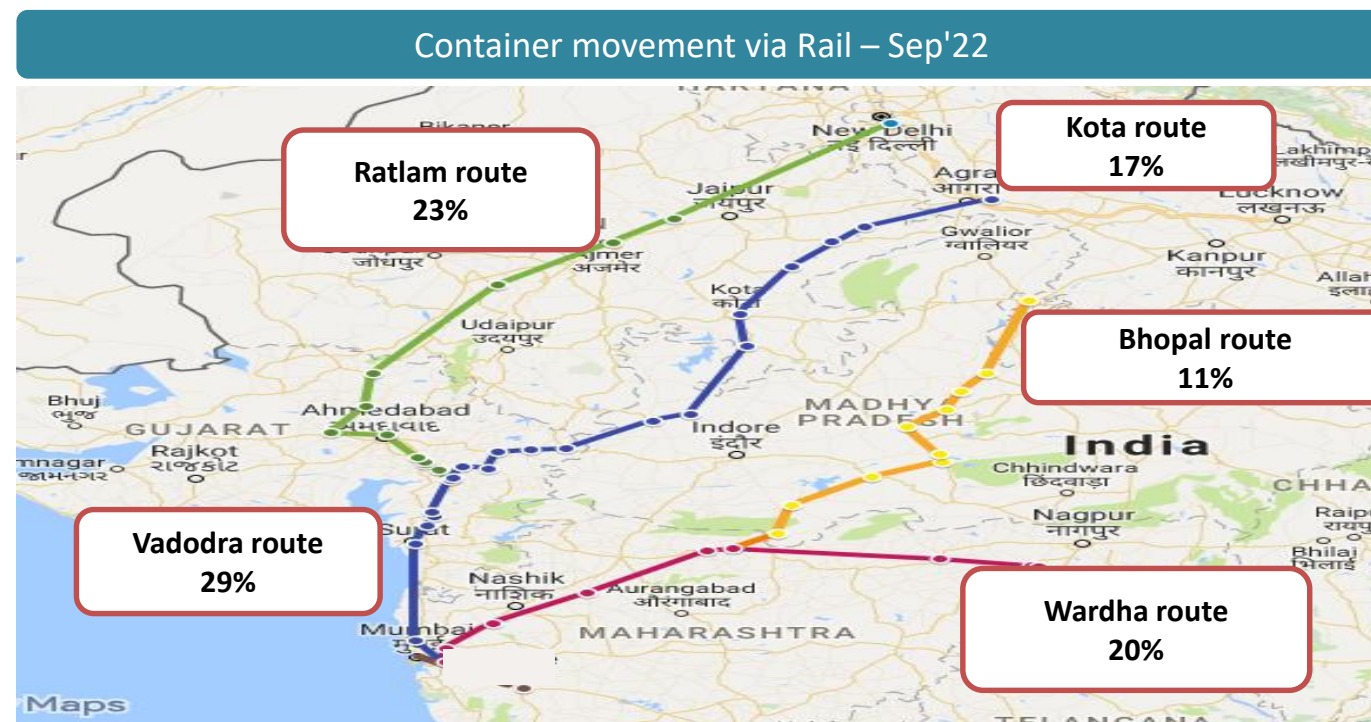 Container movement via Rail – Sep'22
HARYANA
New Delhi
नई दिल्ली
Ratlam route
23%
Kota route
17%
Jaipur
जयपुर
Agra
आगरा
Lucknow
लखनऊ
Gwalior
ग्वालियर
Kanpur
कानपुर
जोधपुर
अजमेर
Kota
Udaipur
उदयपुर
Bhopal route
11%
Bhuj
ભુજ
GUJARAT
Ahmedabad
અમદાવાદ
Rajkot
રાજકોટ
MADHYA
PRADESH
Indore
इंदौर
India
Chhindwara
छिंदवाड़ा
Nagpur
नागपुर
Bhilai
भिलाई
Vadodra route
29%
Surat
Nashik
नाशिक
Aurangabad
औरंगाबाद
Mumbai
MAHARASHTRA
Wardha route
20%
Maps
TELANGANA